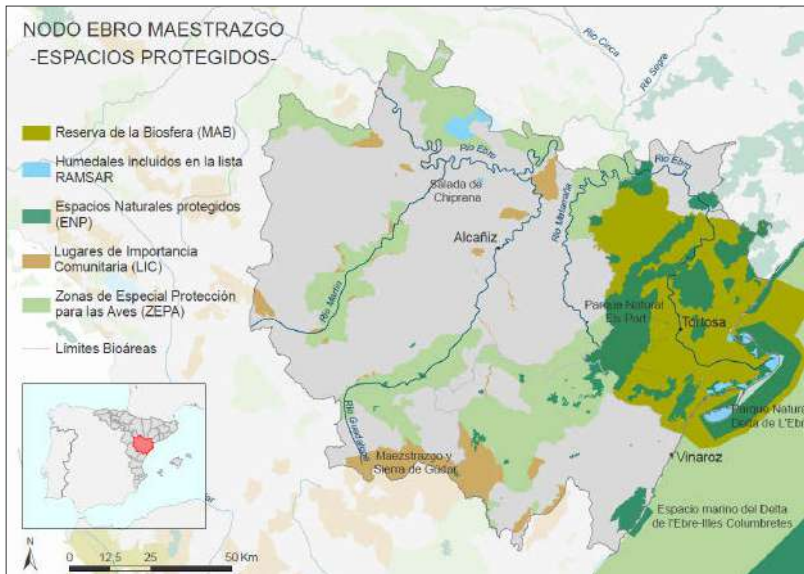 NODO EBRO MAESTRAZGO
-ESPACIOS PROTEGIDOS-
Reserva de la Biosfera (MAB)
Humedales incluidos en la lista
RAMSAR
Espacios Naturales protegidos
(ENP)
Lugares de Importancia
Comunitaria (LIC)
Zonas de Especial Protección
para las Aves (ZEPA)
Límites Bioáreas
0 12,5 25 50 Km
N
Río Cinca
Río Segre
Río Ebro
Río Ebro
Salada de
Chiprana
Alcañiz
Río Matarraña
Río Martín
Parque Natural
Els Port
Tortosa
Parque Natura
Delta de L'Ebr
Río Guadalope
Maezstrazgo y
Sierra de Gúdar
Vinaroz
Espacio marino del Delta
de l'Ebre-Illes Columbretes